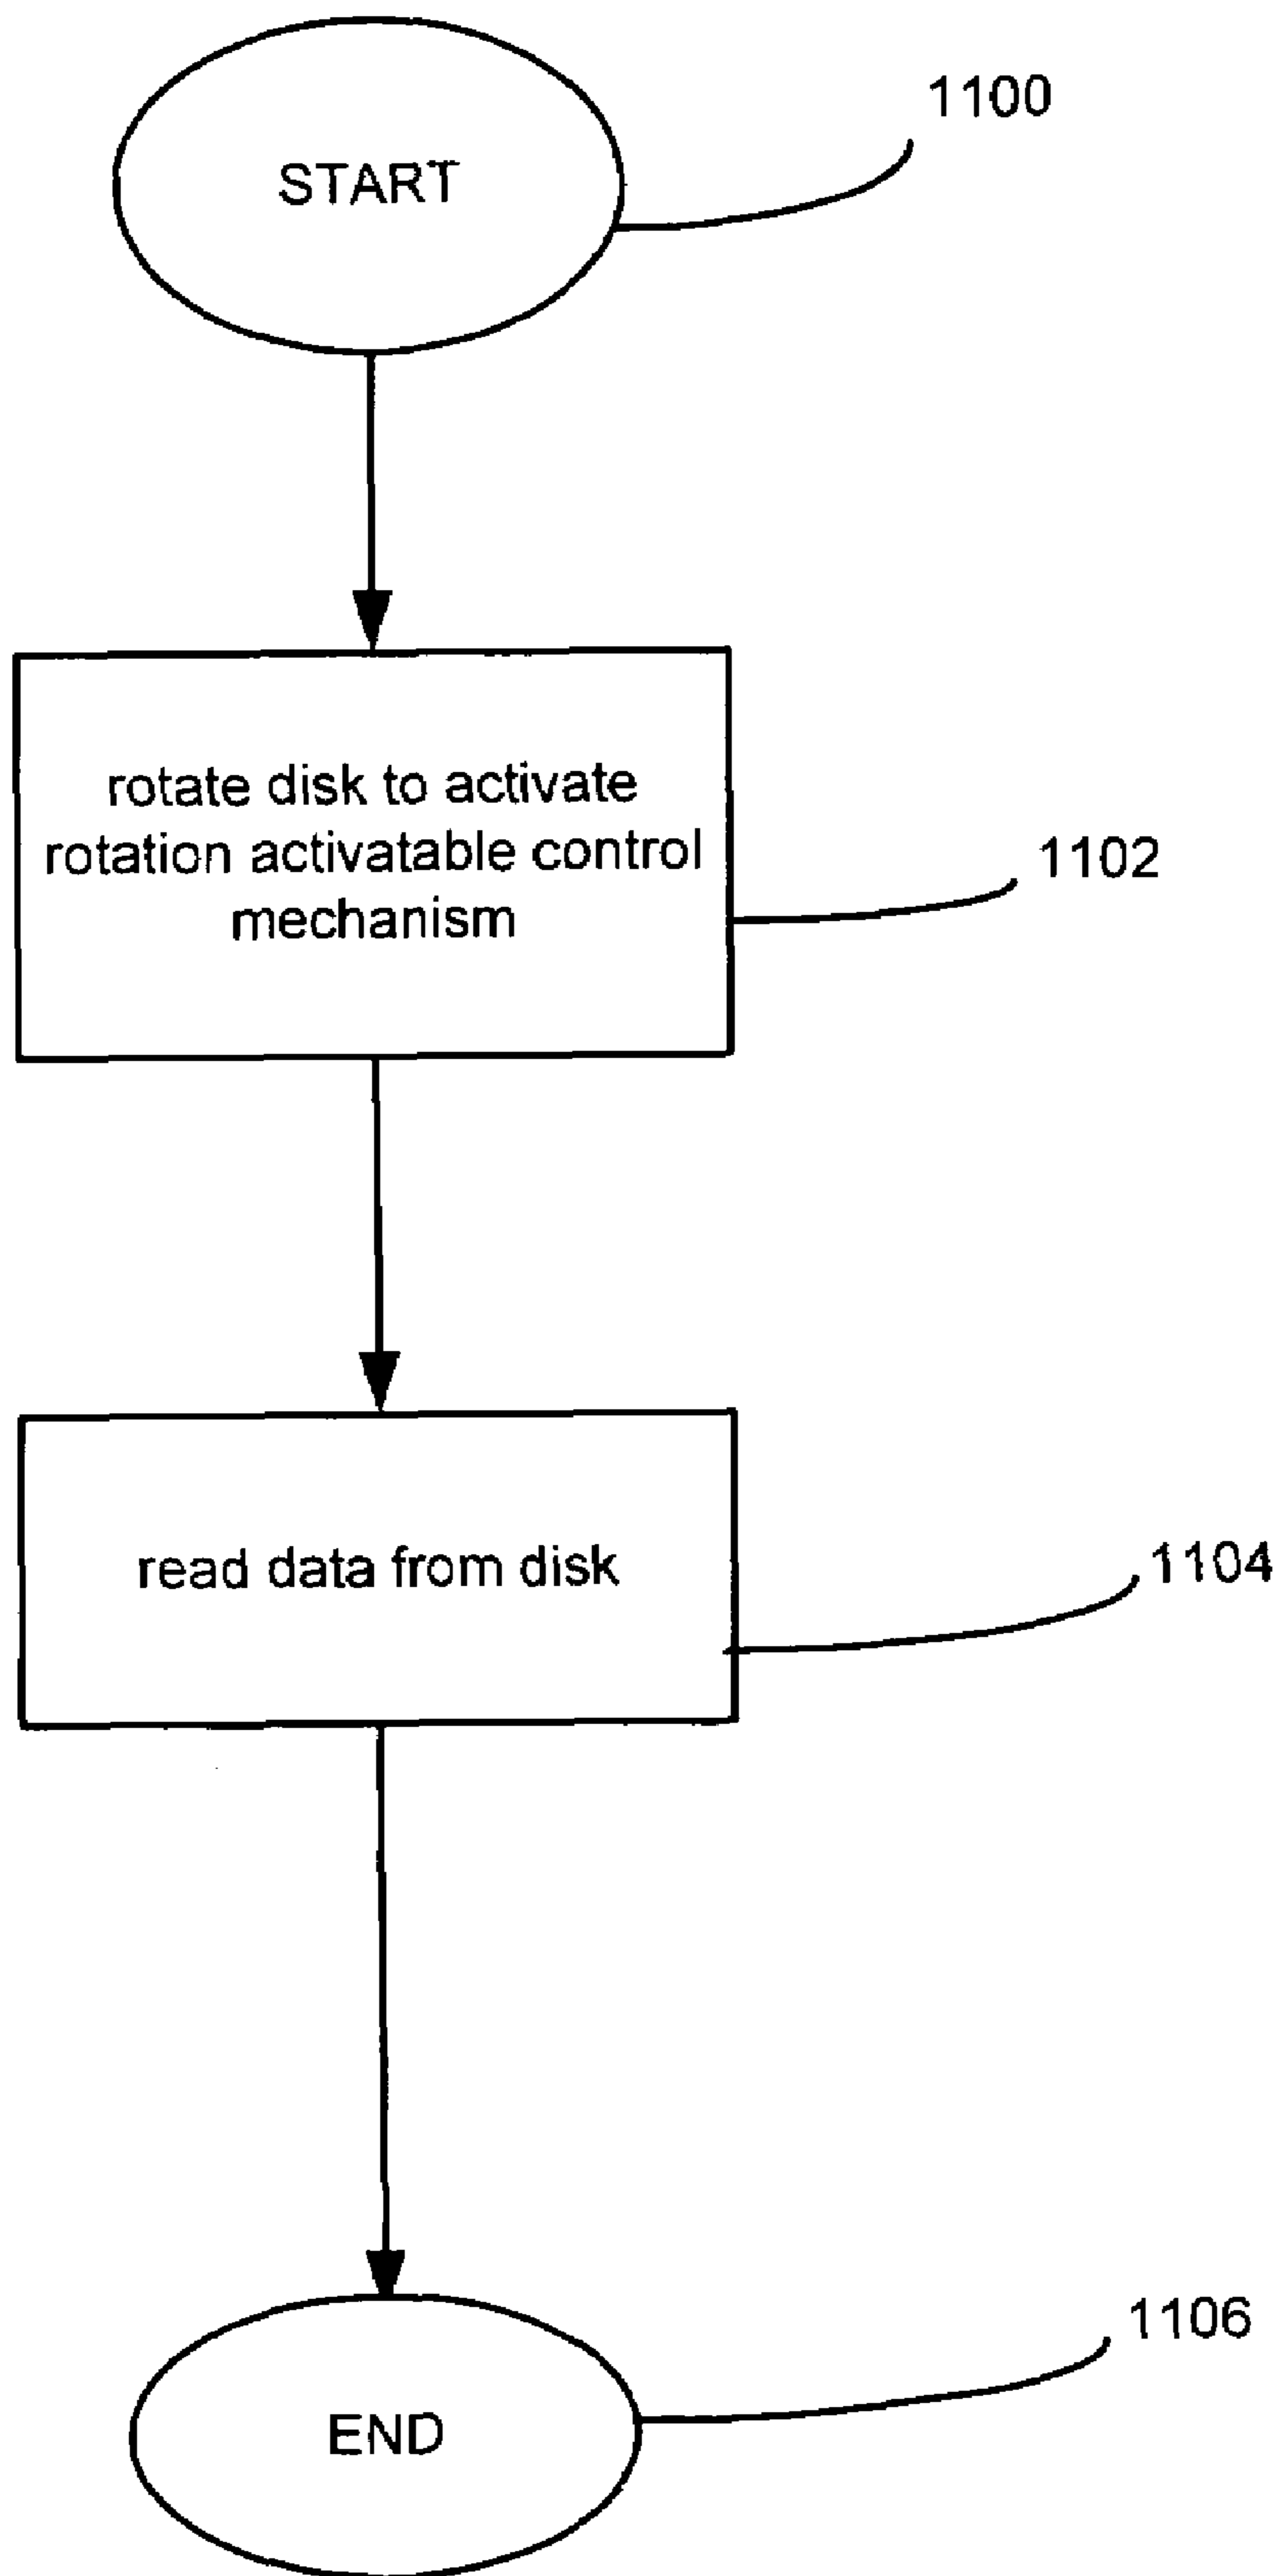 1100
START
rotate disk to activate
rotation activatable control
mechanism
1102
read data from disk
1104
1106
END